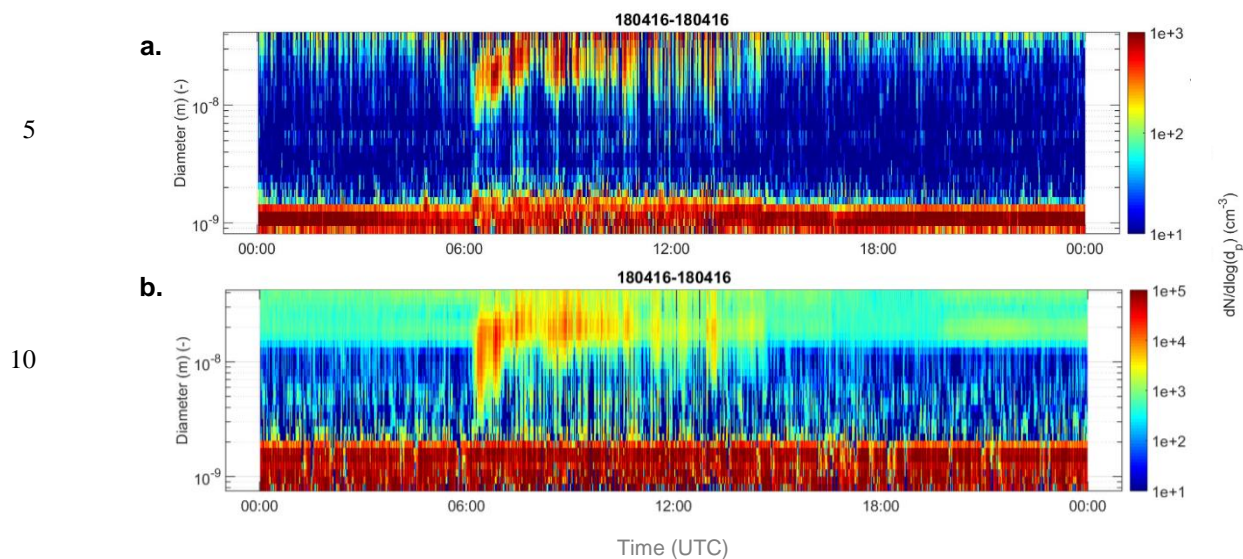 180416-180416
a.
1e+3
10^-8
5
1e+2
Diameter (m) (-)
10^-9
1e+1
00:00 06:00 12:00 18:00 00:00
dN/dlog(d_p) (cm^-3)
180416-180416
b.
1e+5
1e+4
10
10^-8
1e+3
Diameter (m) (-)
1e+2
10^-9
1e+1
00:00 06:00 12:00 18:00 00:00
Time (UTC)